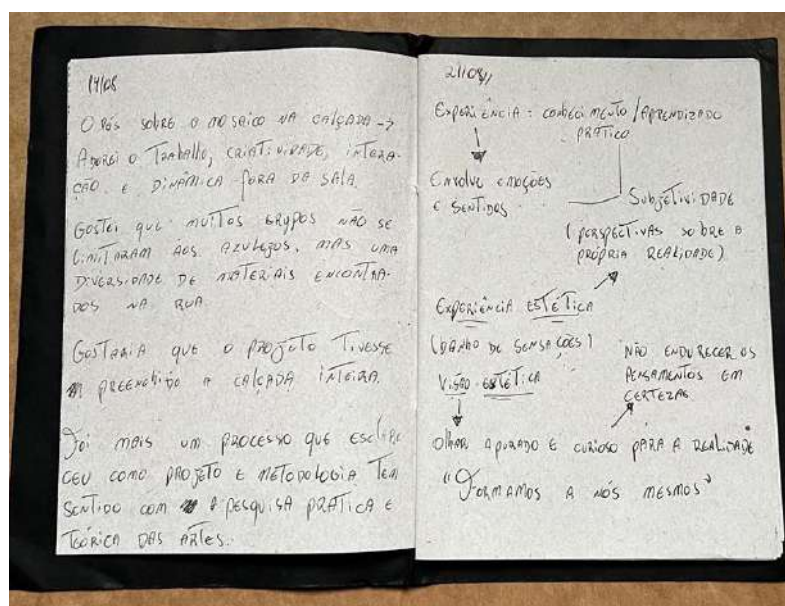 14/08
O Pós sobre o mosaico na calçada →
Adorei o Trabalho, criatividade, intera-
ção e dinâmica fora da sala.
Gostei que muitos grupos não se
limitaram aos azulejos, mas uma
diversidade de materiais encontra-
dos na rua.
Gostaria que o projeto tivesse
preenchido a calçada inteira.
Foi mais um processo que esclare
ceu como projeto e metodologia tem
sentido com a pesquisa prática e
teórica das artes.
21/08
Experiência = conhecimento / Aprendizado
prático
Envolve emoções
e sentidos
Subjetividade
(perspectivas sobre a
própria realidade)
Experiência estética
(banho de sensações)
Visão estética
Não endurecer os
pensamentos em
certezas
Olhar apurado e curioso para a realidade
"Formamos a nós mesmos"